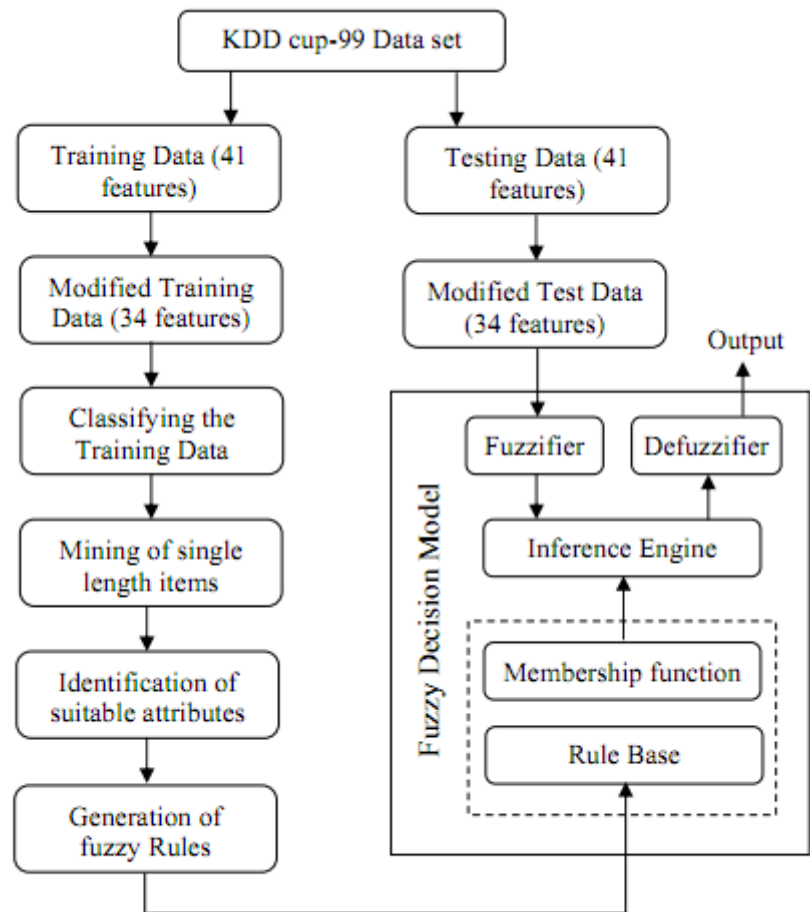 KDD cup-99 Data set
Training Data (41
features)
Testing Data (41
features)
Modified Training
Data (34 features)
Modified Test Data
(34 features)
Output
Classifying the
Training Data
Fuzzifier
Defuzzifier
Mining of single
length items
Inference Engine
Fuzzy Decision Model
Identification of
suitable attributes
Membership function
Rule Base
Generation of
fuzzy Rules